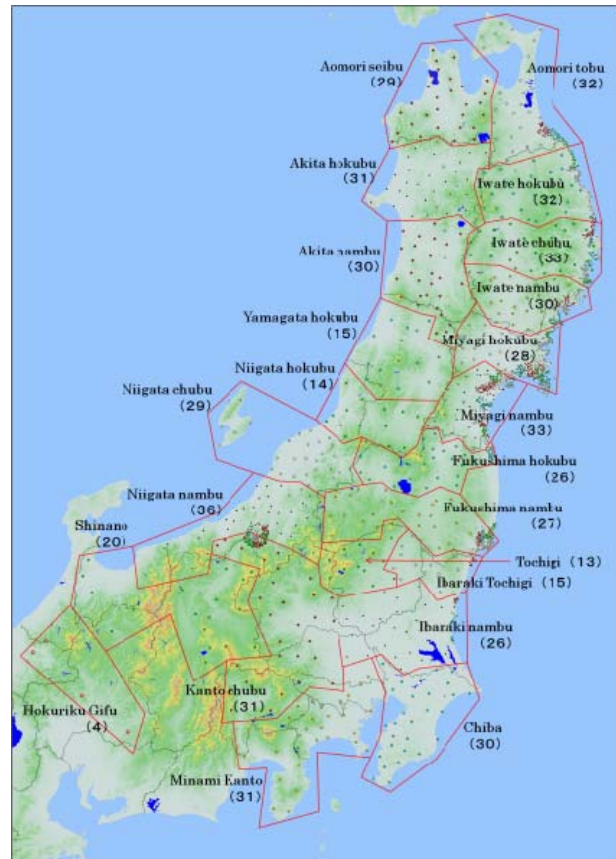 Aomori seibu
(29)
Aomori tobu
(32)
Akita hokubu
(31)
Iwate hokubu
(32)
Akita nambu
(30)
Iwate chubu
(33)
Iwate nambu
(30)
Yamagata hokubu
(15)
Miyagi hokubu
(28)
Niigata hokubu
(14)
Niigata chubu
(29)
Miyagi nambu
(33)
Fukushima hokubu
(26)
Niigata nambu
(36)
Fukushima nambu
(27)
Shinano
(20)
Tochigi (13)
Ibaraki Tochigi (15)
Ibaraki nambu
(26)
Kanto chubu
(31)
Hokuriku Gifu
(4)
Chiba
(30)
Minami Kanto
(31)